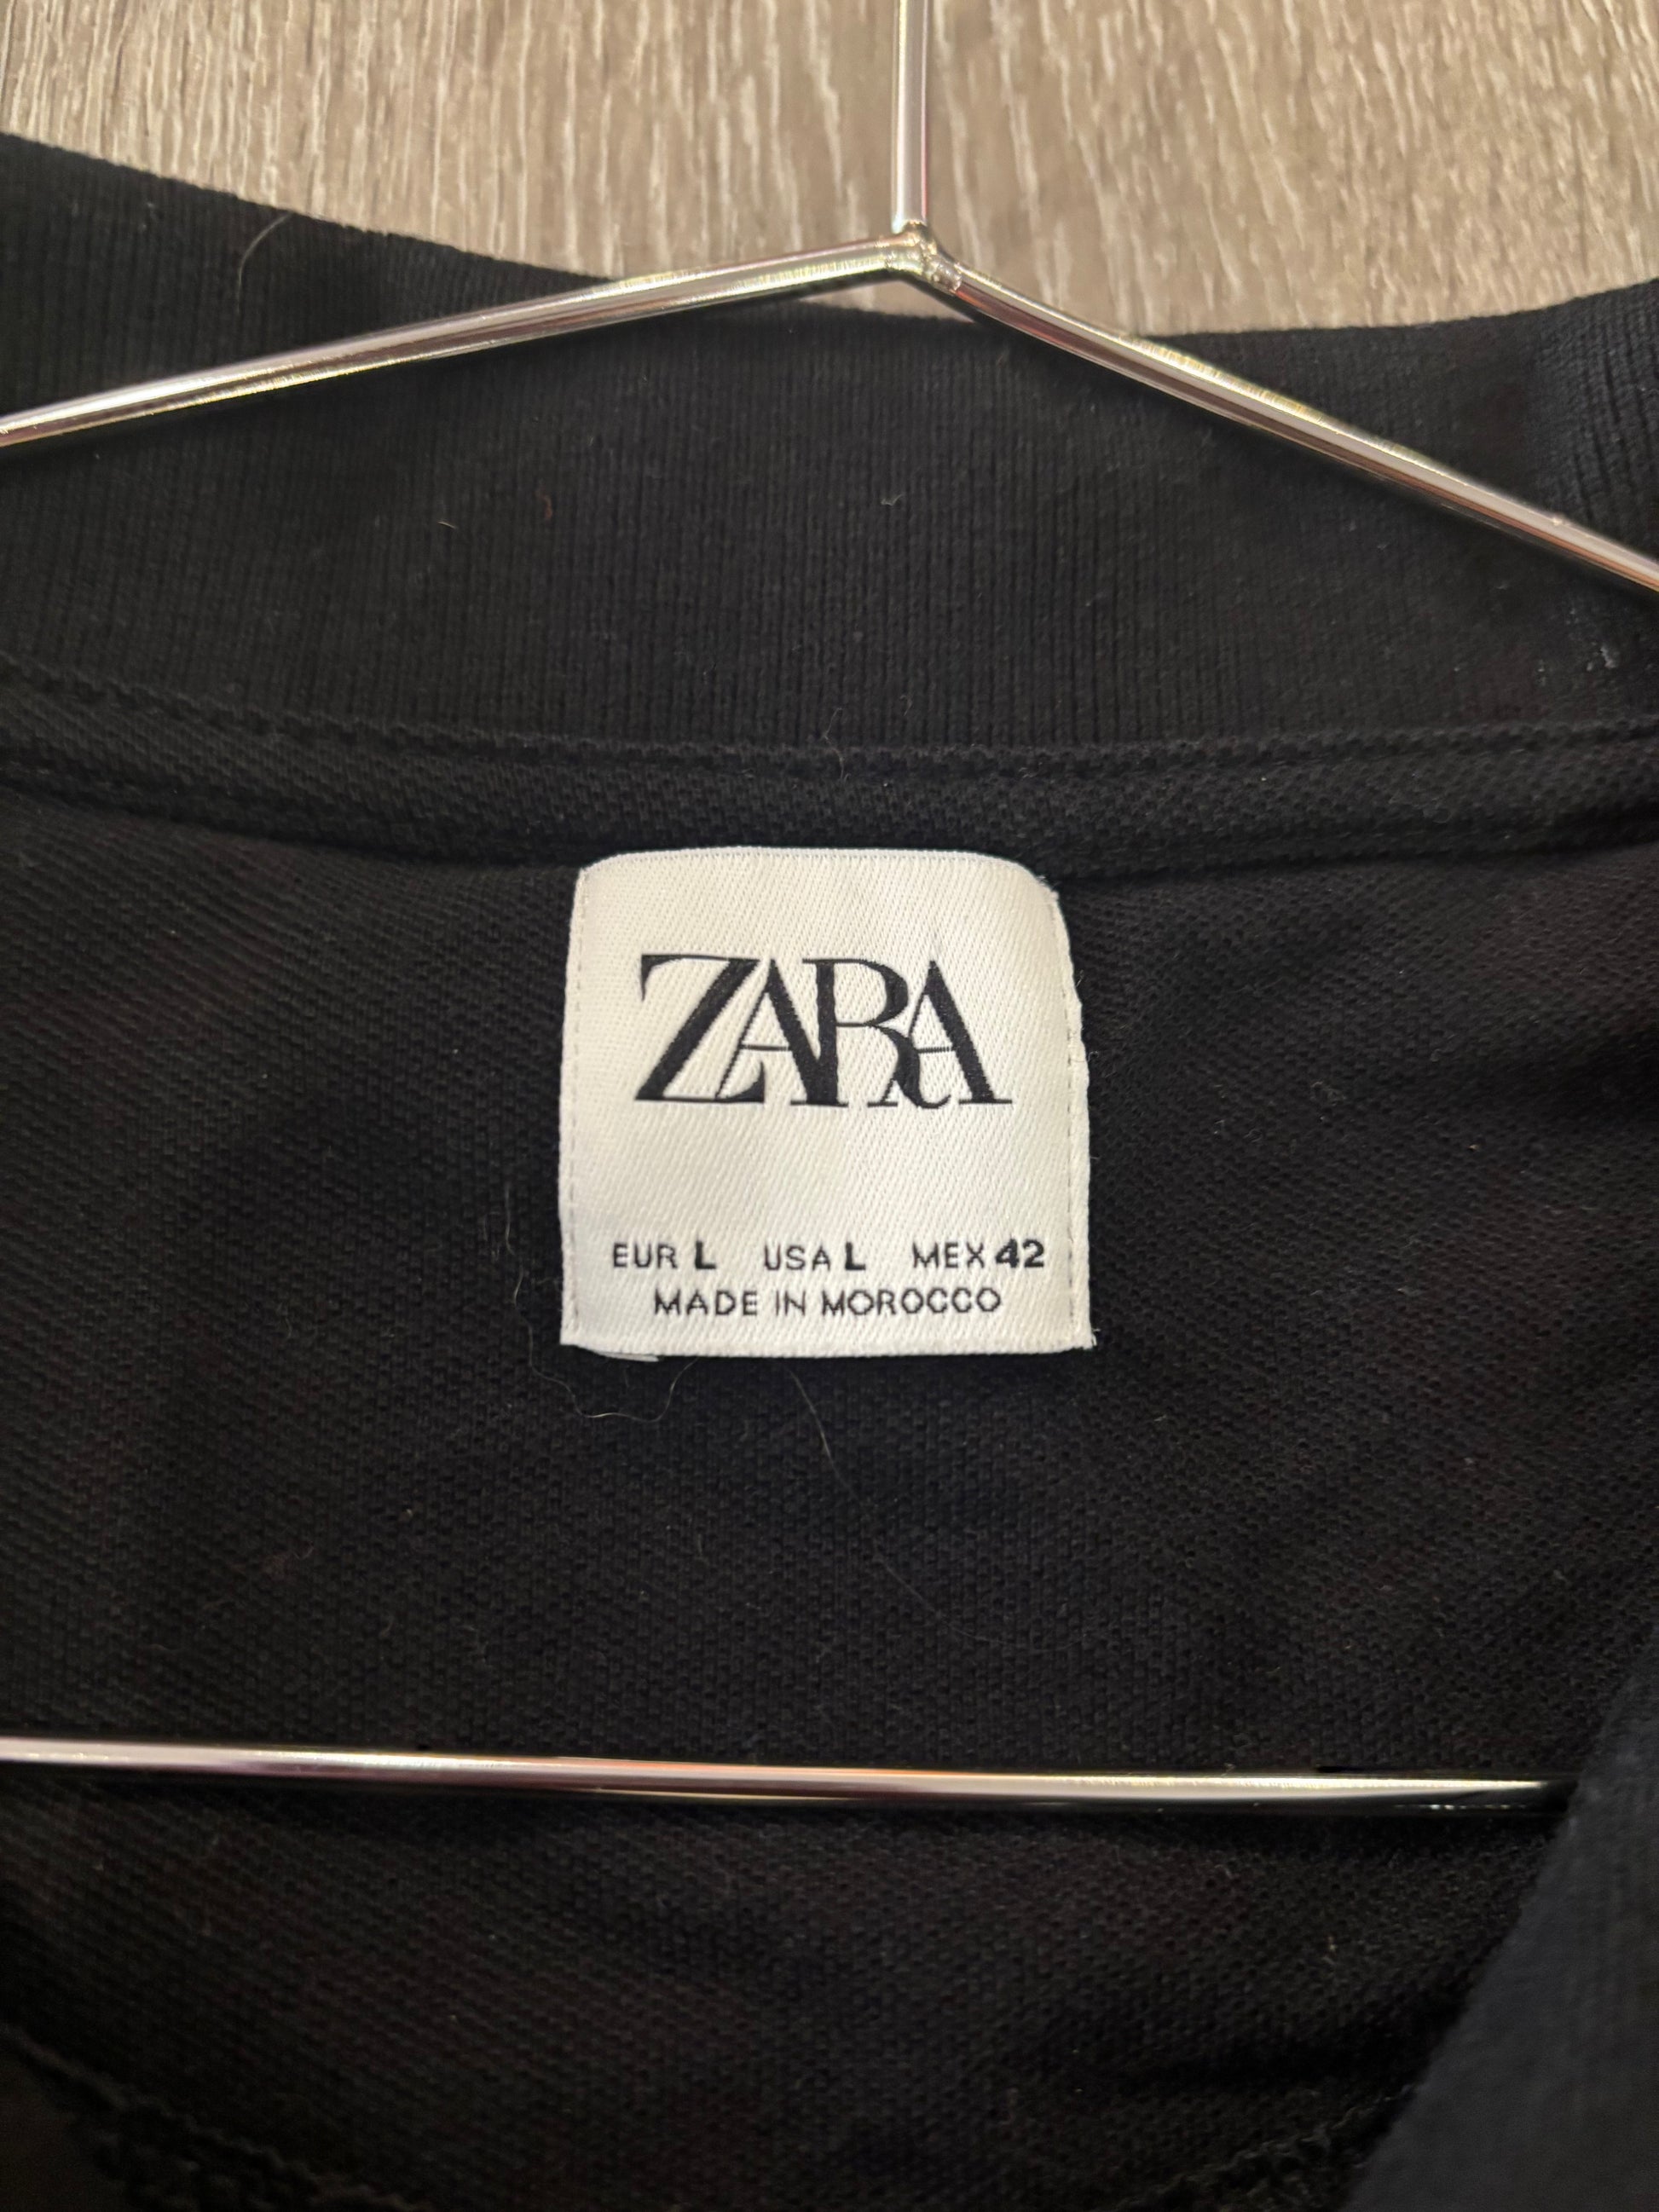 ZARA
EUR L USA L MEX 42
MADE IN MOROCCO